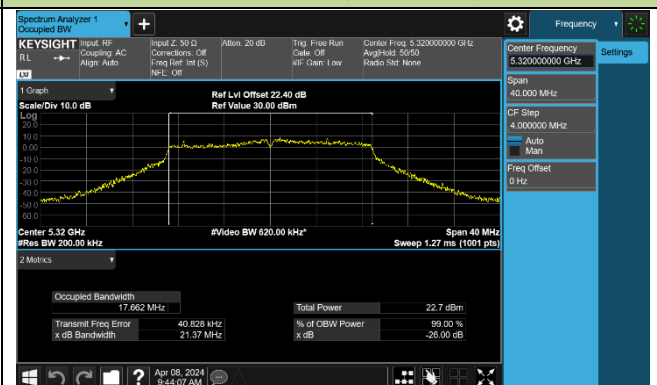 Spectrum Analyzer 1
Occupied BW
+
Frequency
KEYSIGHT
Input: RF
Input Z: 50 Ω
Atten: 20 dB
Trig: Free Run
Center Freq: 5.320000000 GHz
RL
Coupling: AC
Corrections: Off
Gate: Off
Avg|Hold: 50/50
Align: Auto
Freq Ref: Int (S)
#IF Gain: Low
Radio Std: None
LXI
NFE: Off
Center Frequency
5.320000000 GHz
Settings
Span
40.000 MHz
CF Step
4.000000 MHz
Auto
Man
Freq Offset
0 Hz
1 Graph
Ref Lvl Offset 22.40 dB
Scale/Div 10.0 dB
Ref Value 30.00 dBm
Log
20.0
10.0
0.00
-10.0
-20.0
-30.0
-40.0
-50.0
-60.0
Center 5.32 GHz
#Video BW 620.00 kHz*
Span 40 MHz
#Res BW 200.00 kHz
Sweep 1.27 ms (1001 pts)
2 Metrics
Occupied Bandwidth
17.662 MHz
Total Power
22.7 dBm
Transmit Freq Error
40.828 kHz
% of OBW Power
99.00 %
x dB Bandwidth
21.37 MHz
x dB
-26.00 dB
?
Apr 08, 2024
9:44:07 AM